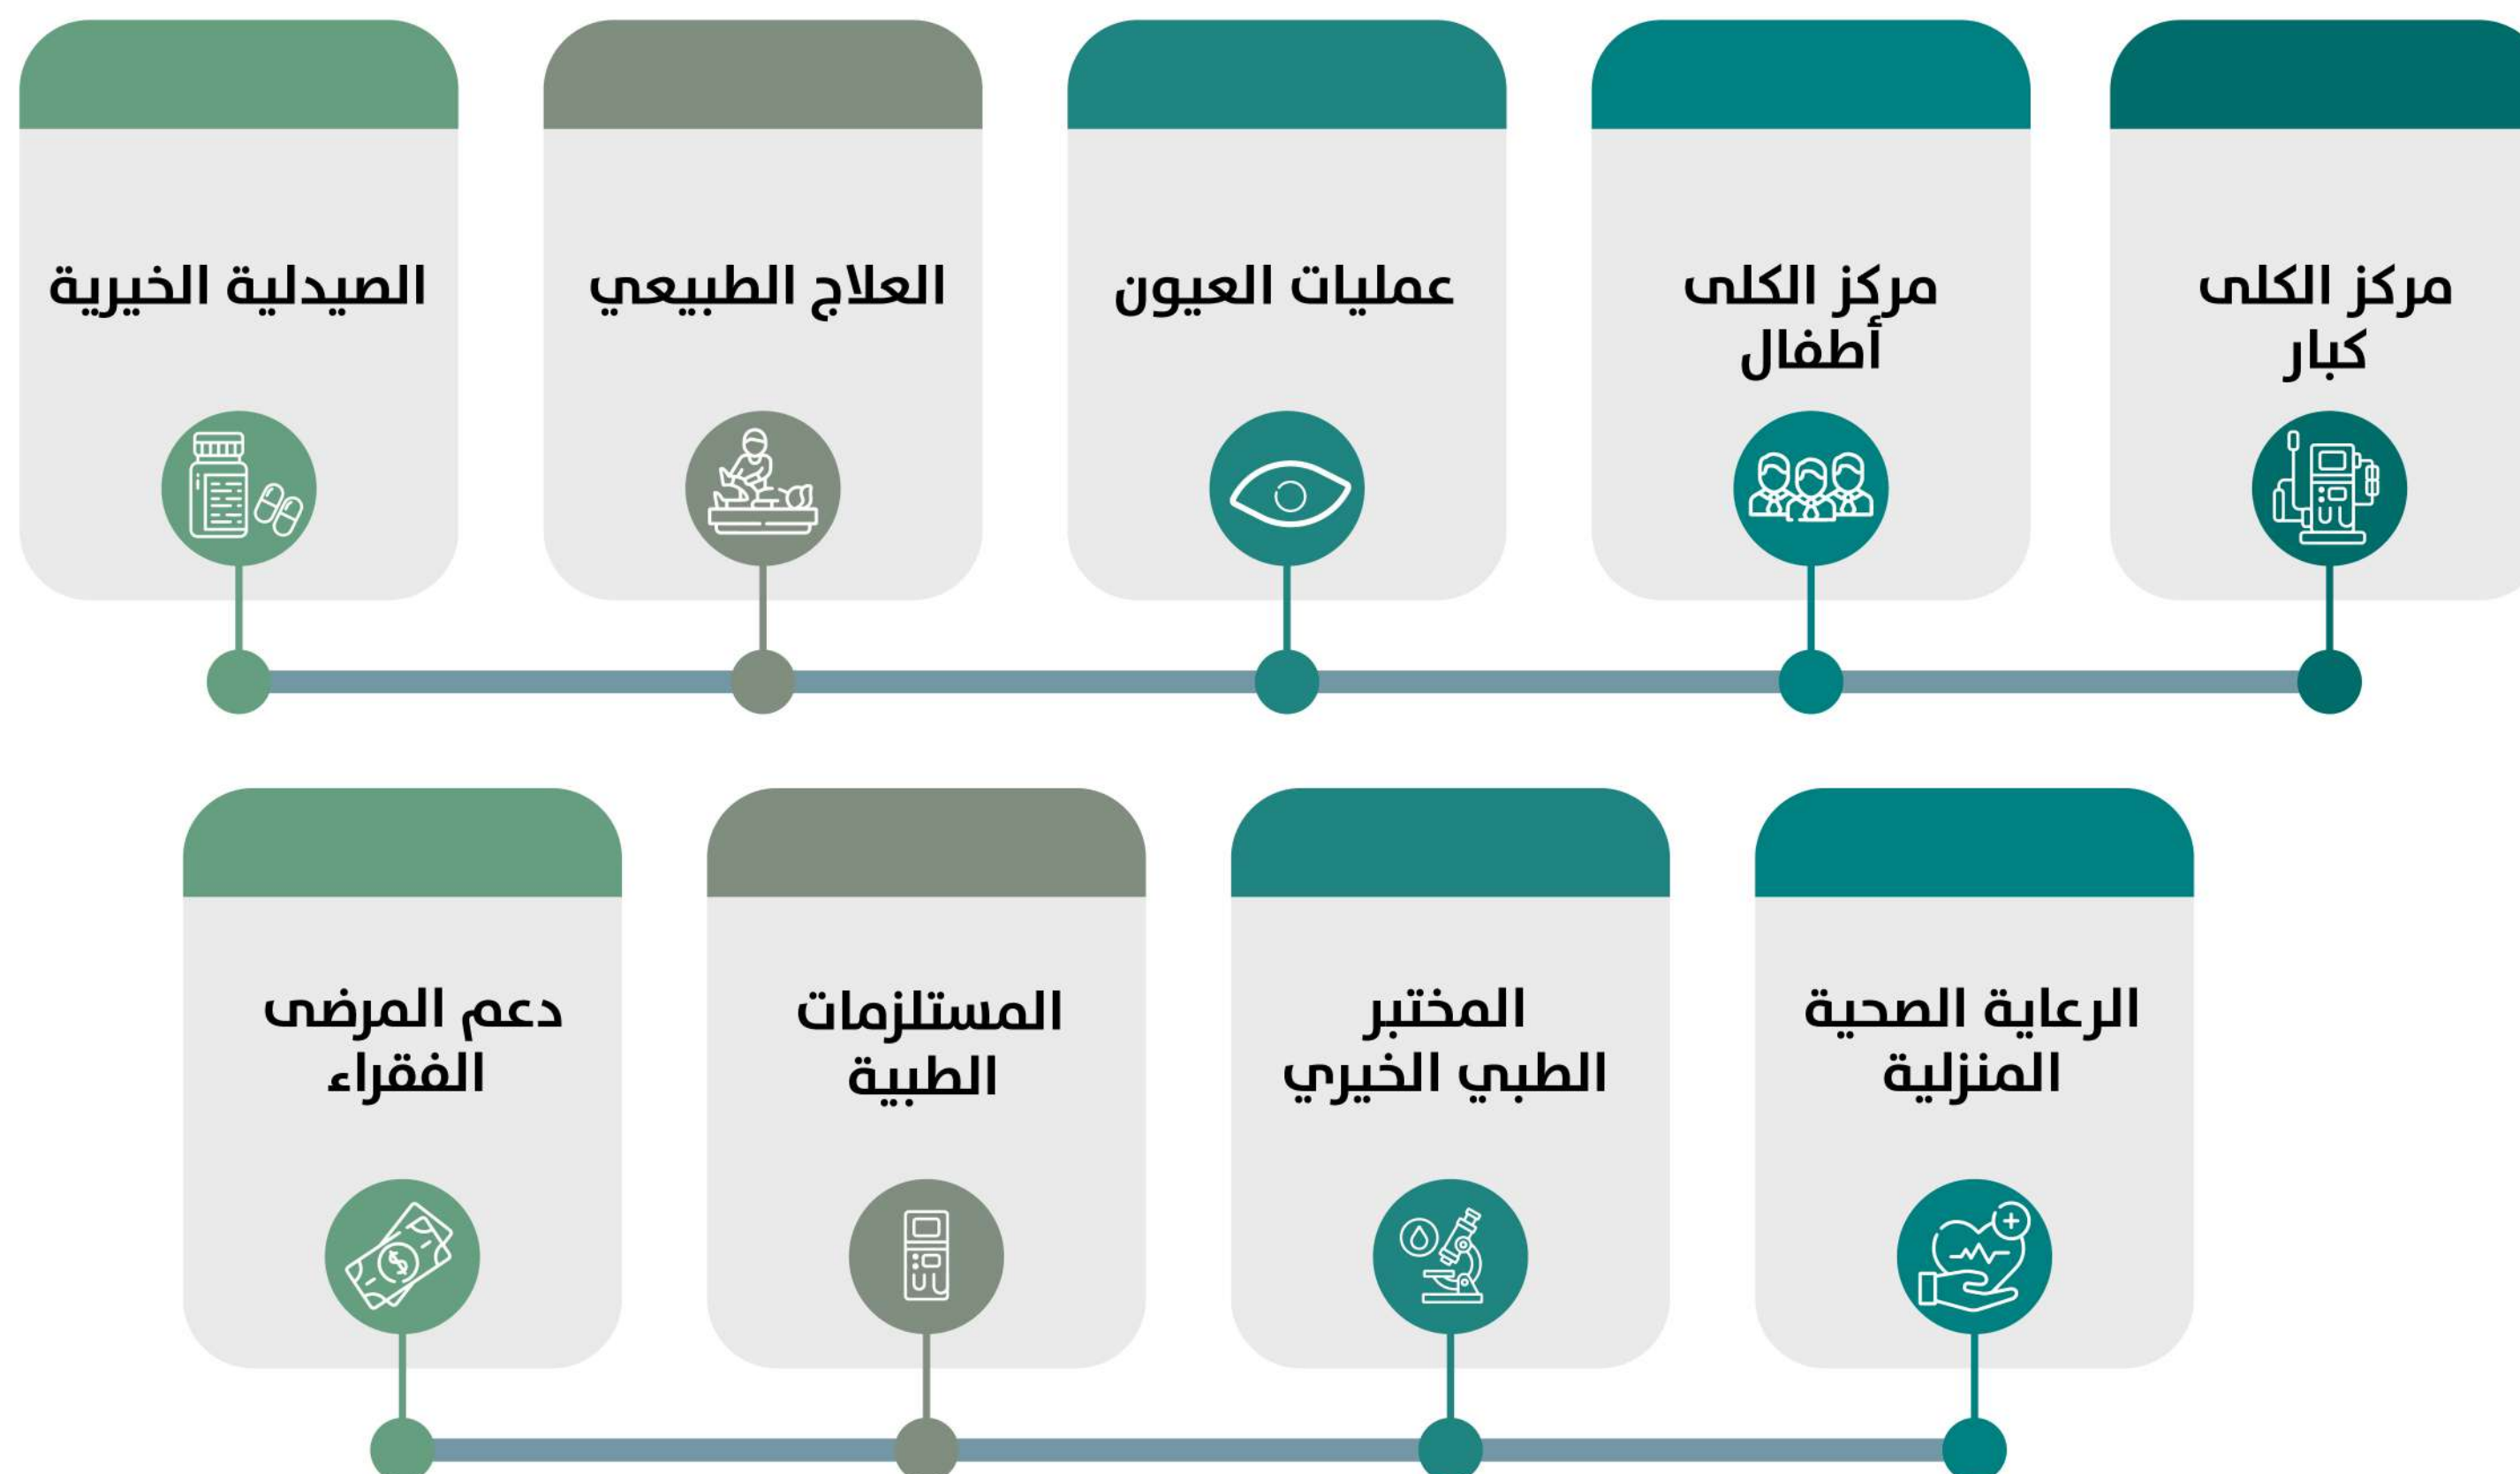 مركز الكلى
كبار
مركز الكلى
أطفال
عمليات العيون
العلاج الطبيعي
الصيدلية الخيرية
الرعاية الصحية
المنزلية
المختبر
الطبي الخيري
المستلزمات
الطبية
دعم المرضى
الفقراء